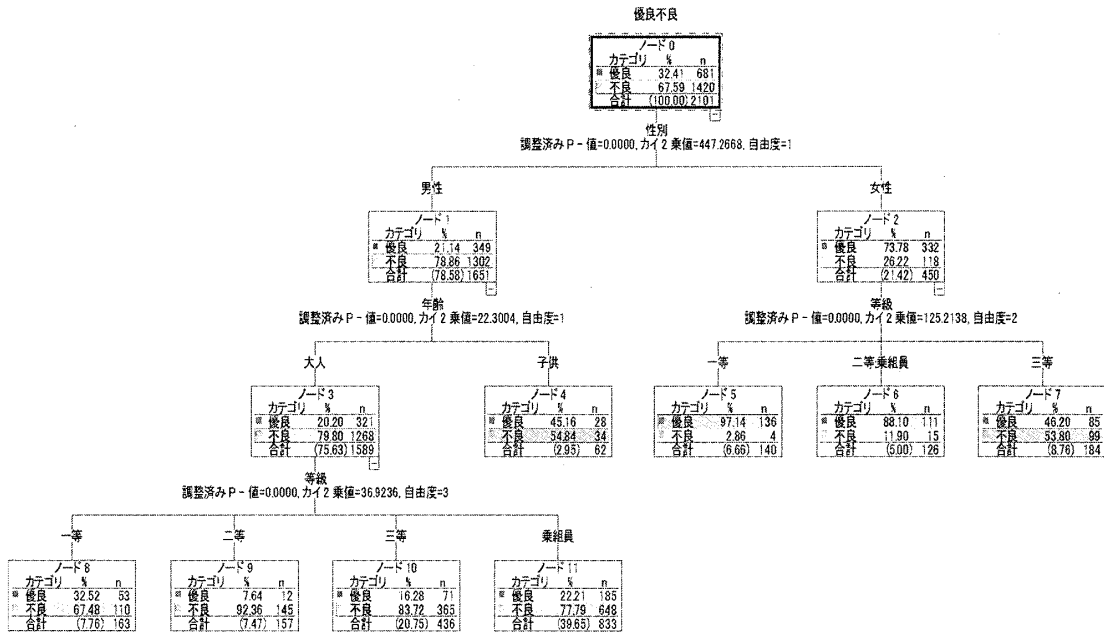 優良不良
ノード 0
カテゴリ % n
優良 32.41 681
不良 67.59 1420
合計 (100.00) 2101
性別
調整済み P - 値=0.0000, カイ 2 乗値=447.2668, 自由度=1
男性
女性
ノード 1
カテゴリ % n
優良 21.14 349
不良 78.86 1302
合計 (78.58) 1651
ノード 2
カテゴリ % n
優良 73.78 332
不良 26.22 118
合計 (21.42) 450
年齢
調整済み P - 値=0.0000, カイ 2 乗値=22.3004, 自由度=1
等級
調整済み P - 値=0.0000, カイ 2 乗値=125.2138, 自由度=2
大人
子供
一等
二等;乗組員
三等
ノード 3
カテゴリ % n
優良 20.20 321
不良 79.80 1268
合計 (75.63) 1589
ノード 4
カテゴリ % n
優良 45.16 28
不良 54.84 34
合計 (2.95) 62
ノード 5
カテゴリ % n
優良 97.14 136
不良 2.86 4
合計 (6.66) 140
ノード 6
カテゴリ % n
優良 88.10 111
不良 11.90 15
合計 (6.00) 126
ノード 7
カテゴリ % n
優良 46.20 85
不良 53.80 99
合計 (8.76) 184
等級
調整済み P - 値=0.0000, カイ 2 乗値=36.9236, 自由度=3
一等
二等
三等
乗組員
ノード 8
カテゴリ % n
優良 32.52 53
不良 67.48 110
合計 (7.76) 163
ノード 9
カテゴリ % n
優良 7.64 12
不良 92.36 145
合計 (7.47) 157
ノード 10
カテゴリ % n
優良 16.28 71
不良 83.72 365
合計 (20.75) 436
ノード 11
カテゴリ % n
優良 22.21 185
不良 77.79 648
合計 (39.65) 833